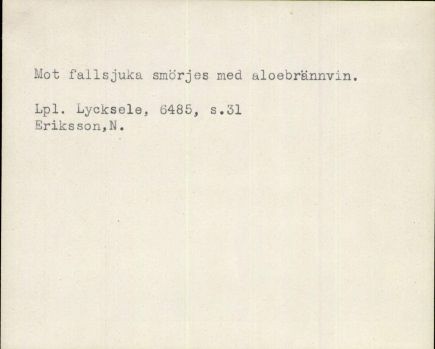 Mot fallsjuka smörjes med aloebrännvin.
Lpl. Lycksele, 6485, s.31
Eriksson,N.